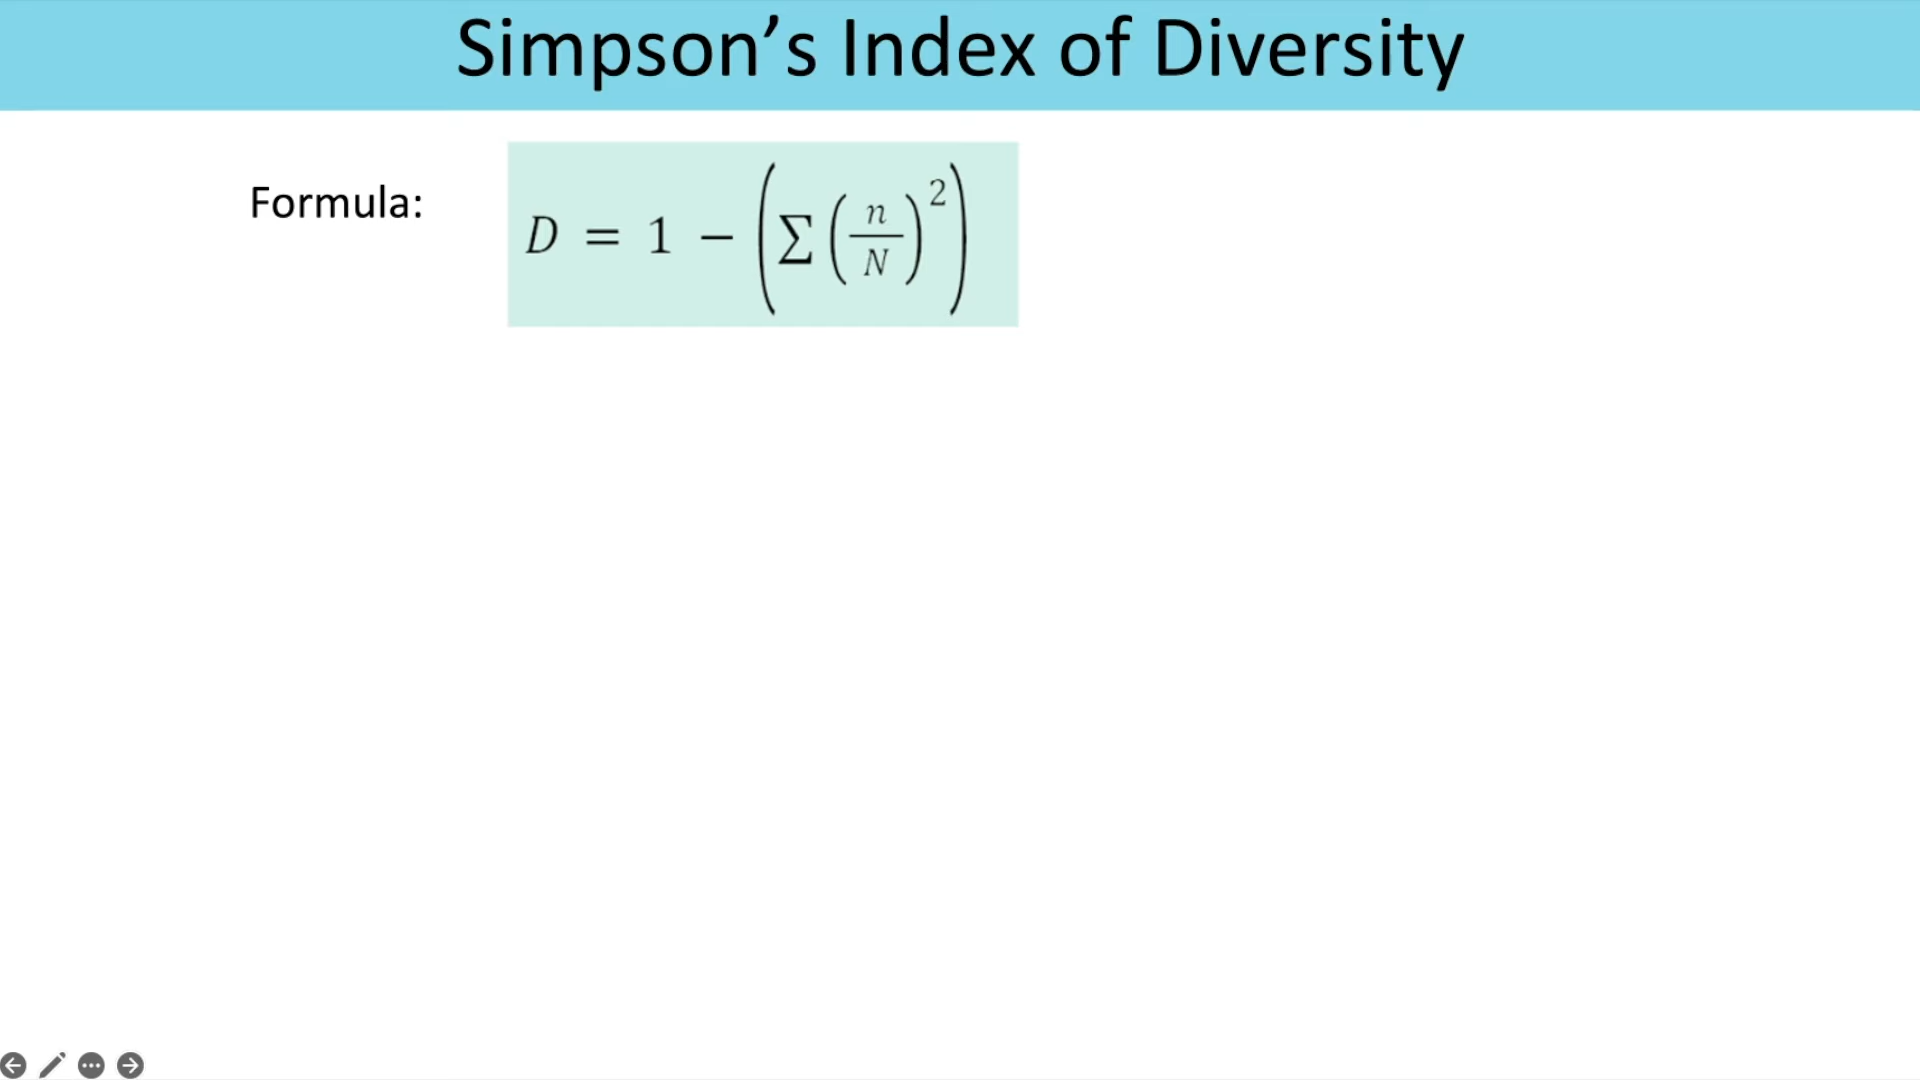 Simpson’s Index of Diversity
Formula:
D = 1 − (∑(n/N)²)